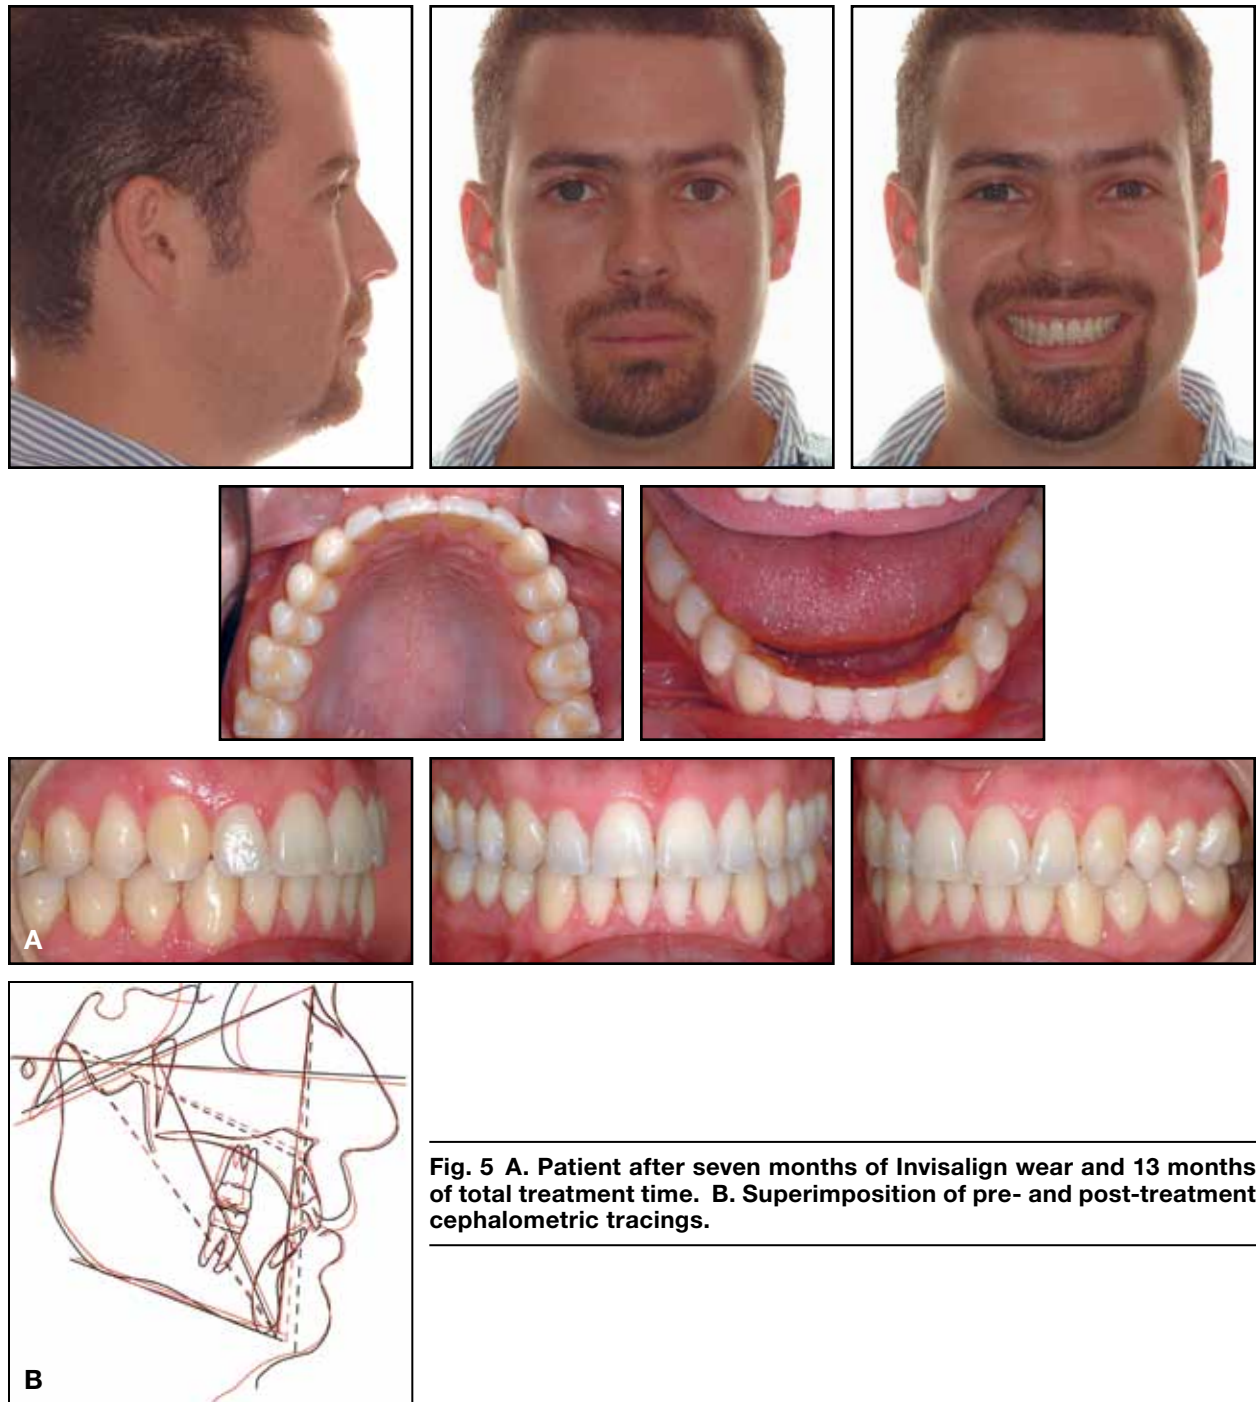 A
B
Fig. 5 A. Patient after seven months of Invisalign wear and 13 months
of total treatment time. B. Superimposition of pre- and post-treatment
cephalometric tracings.